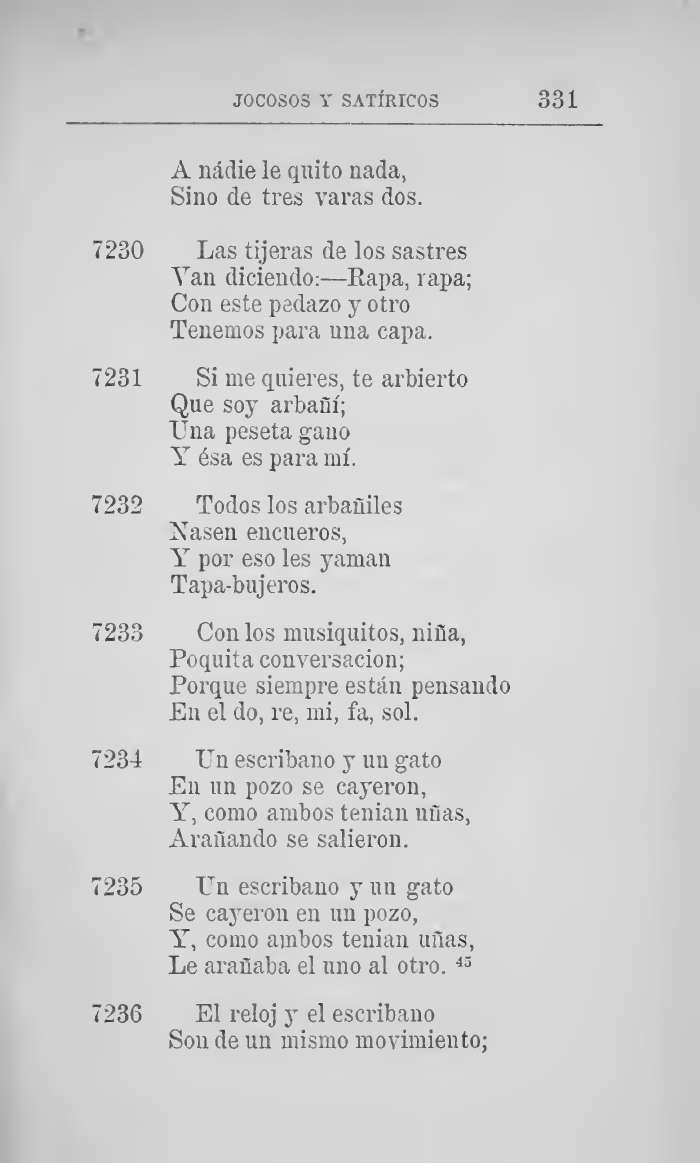 JOCOSOS Y SATÍRICOS 331
A nádie le quito nada,
Sino de tres varas dos.
7230 Las tijeras de los sastres
Van diciendo:—Rapa, rapa;
Con este pedazo y otro
Tenemos para una capa.
7231 Si me quieres, te arbierto
Que soy arbañí;
Una peseta gano
Y ésa es para mí.
7232 Todos los arbañiles
Nasen encueros,
Y por eso les yaman
Tapa-bujeros.
7233 Con los musiquitos, niña,
Poquita conversacion;
Porque siempre están pensando
En el do, re, mi, fa, sol.
7234 Un escribano y un gato
En un pozo se cayeron,
Y, como ambos tenian uñas,
Arañando se salieron.
7235 Un escribano y un gato
Se cayeron en un pozo,
Y, como ambos tenian uñas,
Le arañaba el uno al otro. 45
7236 El reloj y el escribano
Son de un mismo movimiento;